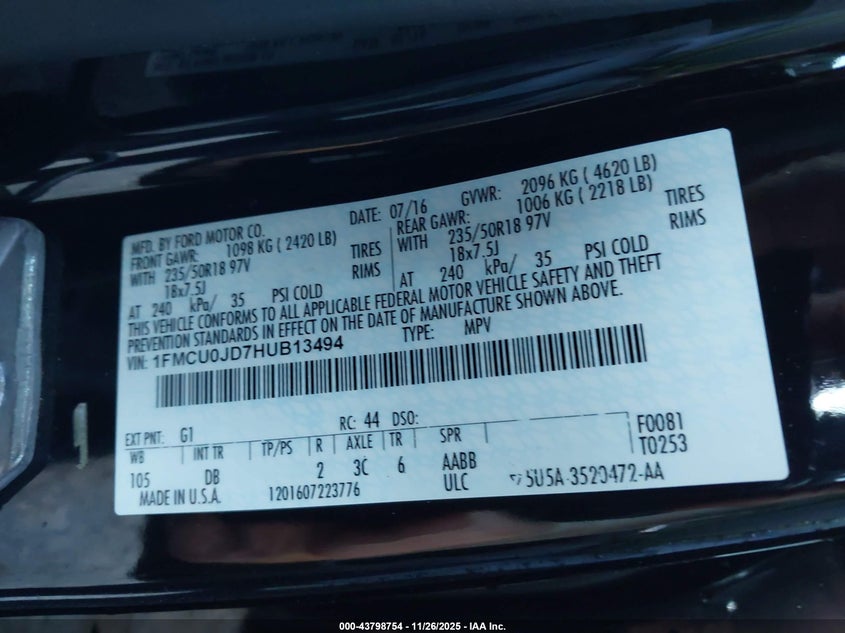 MFD. BY FORD MOTOR CO. DATE: 07/16 GVWR: 2096 KG ( 4620 LB)
FRONT GAWR: 1098 KG ( 2420 LB) REAR GAWR: 1006 KG ( 2218 LB)
WITH 235/50R18 97V TIRES WITH 235/50R18 97V TIRES
18x7.5J RIMS 18x7.5J RIMS
AT 240 kPa/ 35 PSI COLD AT 240 kPa/ 35 PSI COLD
THIS VEHICLE CONFORMS TO ALL APPLICABLE FEDERAL MOTOR VEHICLE SAFETY AND THEFT
PREVENTION STANDARDS IN EFFECT ON THE DATE OF MANUFACTURE SHOWN ABOVE.
VIN: 1FMCU0JD7HUB13494 TYPE: MPV
EXT PNT: G1 RC: 44 DSO: F0081
WB INT TR TP/PS R AXLE TR SPR T0253
105 DB 2 3C 6 AABB
MADE IN U.S.A. 1201607223776 ULC 5U5A-3520472-AA
000-43798754 - 11/26/2025 - IAA Inc.